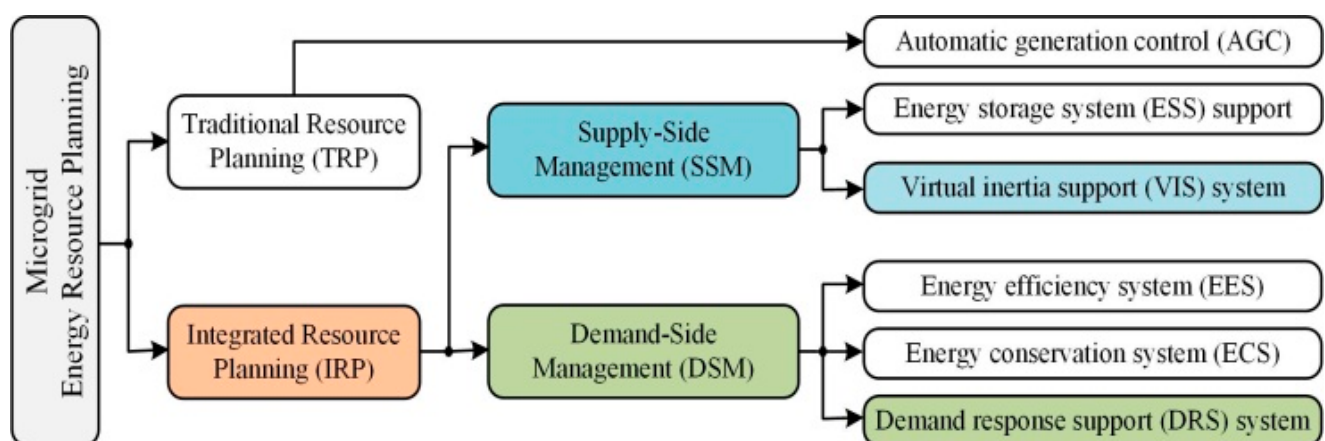 Microgrid
Energy Resource Planning
Traditional Resource
Planning (TRP)
Integrated Resource
Planning (IRP)
Supply-Side
Management (SSM)
Demand-Side
Management (DSM)
Automatic generation control (AGC)
Energy storage system (ESS) support
Virtual inertia support (VIS) system
Energy efficiency system (EES)
Energy conservation system (ECS)
Demand response support (DRS) system